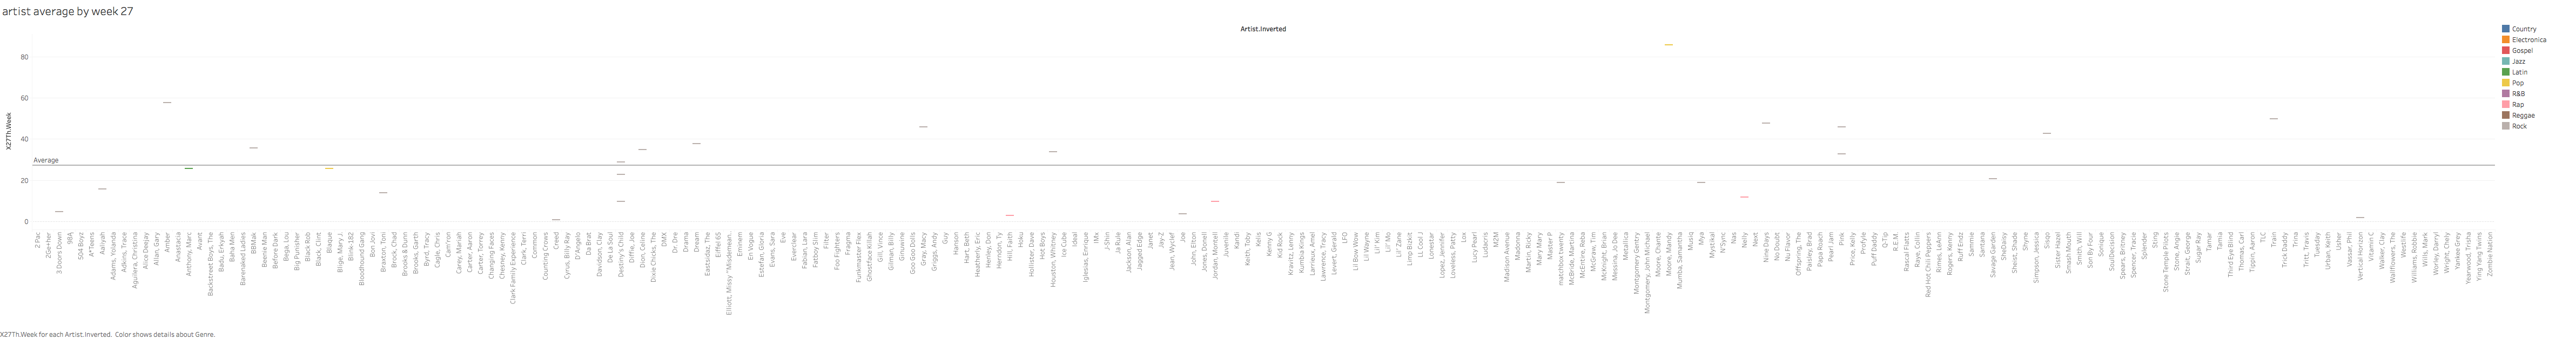 artist average by week 27
Artist.Inverted
Country
Electronica
Gospel
Jazz
Latin
Pop
R&B
Rap
Reggae
Rock
X27Th.Week
80
60
40
20
0
Average
2 Pac
2Ge+her
3 Doors Down
98¡
504 Boyz
A*Teens
Aaliyah
Adams, Yolanda
Adkins, Trace
Aguilera, Christina
Alice Deejay
Allan, Gary
Amber
Anastacia
Anthony, Marc
Avant
Backstreet Boys, The
Badu, Erkyah
Baha Men
Barenaked Ladies
BBMak
Beenie Man
Before Dark
Bega, Lou
Big Punisher
Black Rob
Black, Clint
Blaque
Blige, Mary J.
Blink-182
Bloodhound Gang
Bon Jovi
Braxton, Toni
Brock, Chad
Brooks & Dunn
Brooks, Garth
Byrd, Tracy
Cagle, Chris
Cam'ron
Carey, Mariah
Carter, Aaron
Carter, Torrey
Changing Faces
Chesney, Kenny
Clark Family Experience
Clark, Terri
Common
Counting Crows
Creed
Cyrus, Billy Ray
D'Angelo
Da Brat
Davidson, Clay
De La Soul
Destiny's Child
Diffie, Joe
Dion, Celine
Dixie Chicks, The
DMX
Dr. Dre
Drama
Dream
Eastsidaz, The
Eiffel 65
Elliott, Missy "Misdemean..
Eminem
En Vogue
Estefan, Gloria
Evans, Sara
Eve
Everclear
Fabian, Lara
Fatboy Slim
Filter
Foo Fighters
Fragma
Funkmaster Flex
Ghostface Killah
Gill, Vince
Gilman, Billy
Ginuwine
Goo Goo Dolls
Gray, Macy
Griggs, Andy
Guy
Hanson
Hart, Beth
Heatherly, Eric
Henley, Don
Herndon, Ty
Hill, Faith
Hoku
Hollister, Dave
Hot Boys
Houston, Whitney
Ice Cube
Ideal
Iglesias, Enrique
IMx
Incubus
Ja Rule
Jackson, Alan
Jagged Edge
Janet
Jay-Z
Jean, Wyclef
Joe
John, Elton
Jones, Donell
Jordan, Montell
Juvenile
Kandi
Keith, Toby
Kelis
Kenny G
Kid Rock
Kravitz, Lenny
Kumbia Kings
Larrieux, Amel
Lawrence, Tracy
Levert, Gerald
LFO
Lil Bow Wow
Lil Wayne
Lil' Kim
Lil' Mo
Lil' Zane
Limp Bizkit
LL Cool J
Lonestar
Lopez, Jennifer
Loveless, Patty
Lox
Lucy Pearl
Ludacris
M2M
Madison Avenue
Madonna
Martin, Ricky
Mary Mary
Master P
matchbox twenty
McBride, Martina
McEntire, Reba
McGraw, Tim
McKnight, Brian
Messina, Jo Dee
Metallica
Montgomery Gentry
Montgomery, John Michael
Moore, Chante
Moore, Mandy
Mumba, Samantha
Musiq
Mya
Mystikal
N'Sync
Nas
Nelly
Next
Nine Days
No Doubt
Nu Flavor
Offspring, The
Paisley, Brad
Papa Roach
Pearl Jam
Pink
Price, Kelly
Profyle
Puff Daddy
Q-Tip
R.E.M.
Rascal Flatts
Raye, Collin
Red Hot Chili Peppers
Rimes, LeAnn
Rogers, Kenny
Ruff Endz
Santana
Savage Garden
SheDaisy
Sheist, Shade
Shyne
Simpson, Jessica
Sisqo
Sister Hazel
Smash Mouth
Smith, Will
Son By Four
Sonique
SoulDecision
Spears, Britney
Spencer, Tracie
Splender
Sting
Stone Temple Pilots
Stone, Angie
Strait, George
Sugar Ray
Tamar
Tamia
Third Eye Blind
Thomas, Carl
Tippin, Aaron
TLC
Train
Trick Daddy
Trina
Tritt, Travis
Tuesday
Urban, Keith
Usher
Vassar, Phil
Vertical Horizon
Vitamin C
Walker, Clay
Wallflowers, The
Westlife
Williams, Robbie
Wills, Mark
Worley, Darryl
Wright, Chely
Yankee Grey
Yearwood, Trisha
Ying Yang Twins
Zombie Nation
X27Th.Week for each Artist.Inverted. Color shows details about Genre.